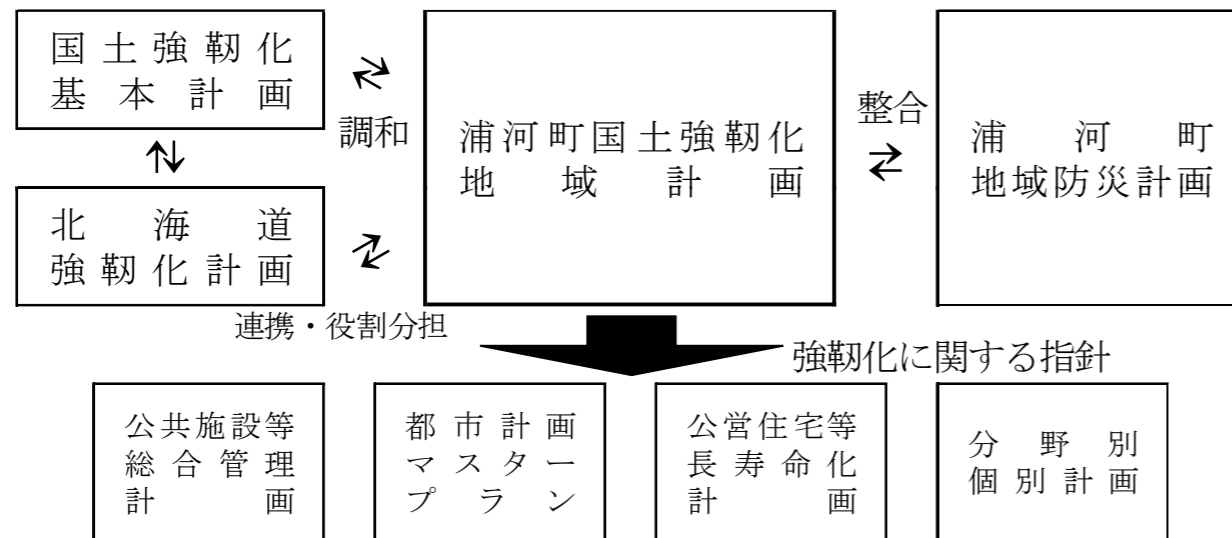 国土強靱化
基本計画
調和
北海道
強靱化計画
連携・役割分担
浦河町国土強靱化
地域計画
整合
浦河町
地域防災計画
強靱化に関する指針
公共施設等
総合管理
計画
都市計画
マスター
プラン
公営住宅等
長寿命化
計画
分野別
個別計画